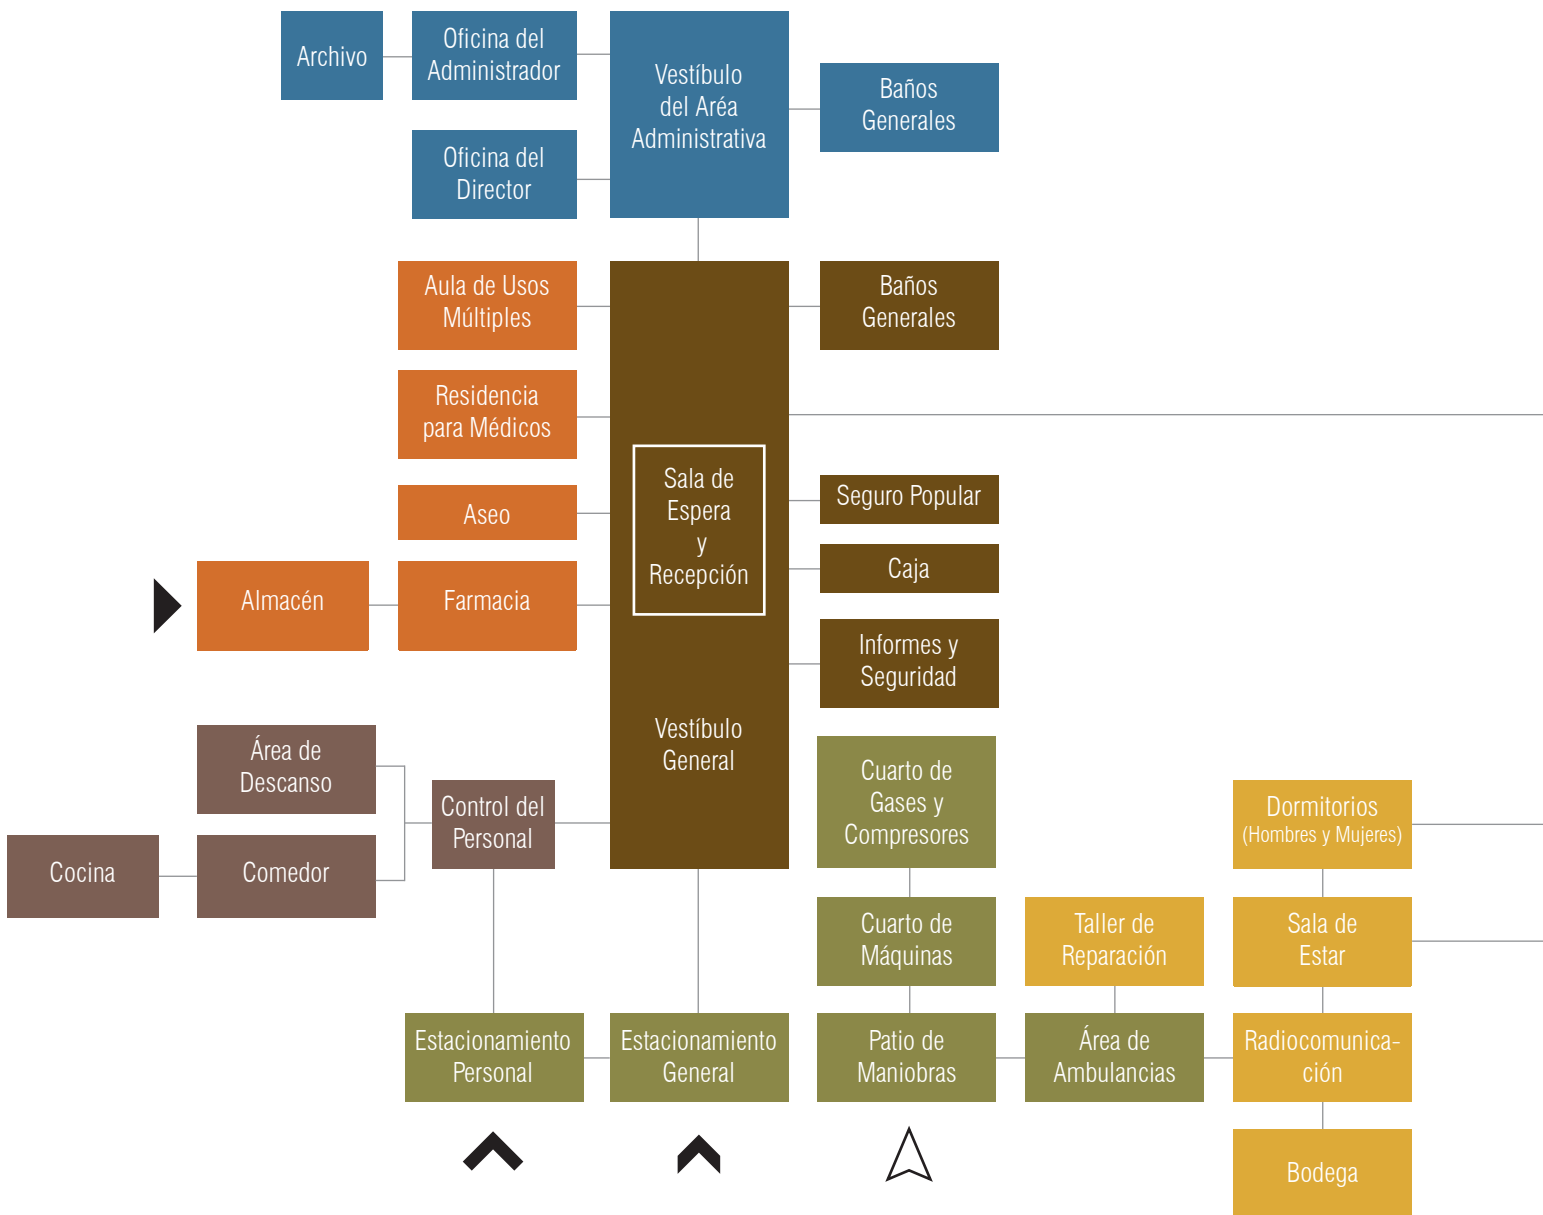 Archivo
Oficina del
Administrador
Vestíbulo
del Aréa
Administrativa
Baños
Generales
Oficina del
Director
Aula de Usos
Múltiples
Baños
Generales
Residencia
para Médicos
Sala de
Espera
y
Recepción
Seguro Popular
Aseo
Caja
Almacén
Farmacia
Informes y
Seguridad
Vestíbulo
General
Área de
Descanso
Control del
Personal
Cuarto de
Gases y
Compresores
Dormitorios
(Hombres y Mujeres)
Cocina
Comedor
Cuarto de
Máquinas
Taller de
Reparación
Sala de
Estar
Estacionamiento
Personal
Estacionamiento
General
Patio de
Maniobras
Área de
Ambulancias
Radiocomunica-
ción
Bodega